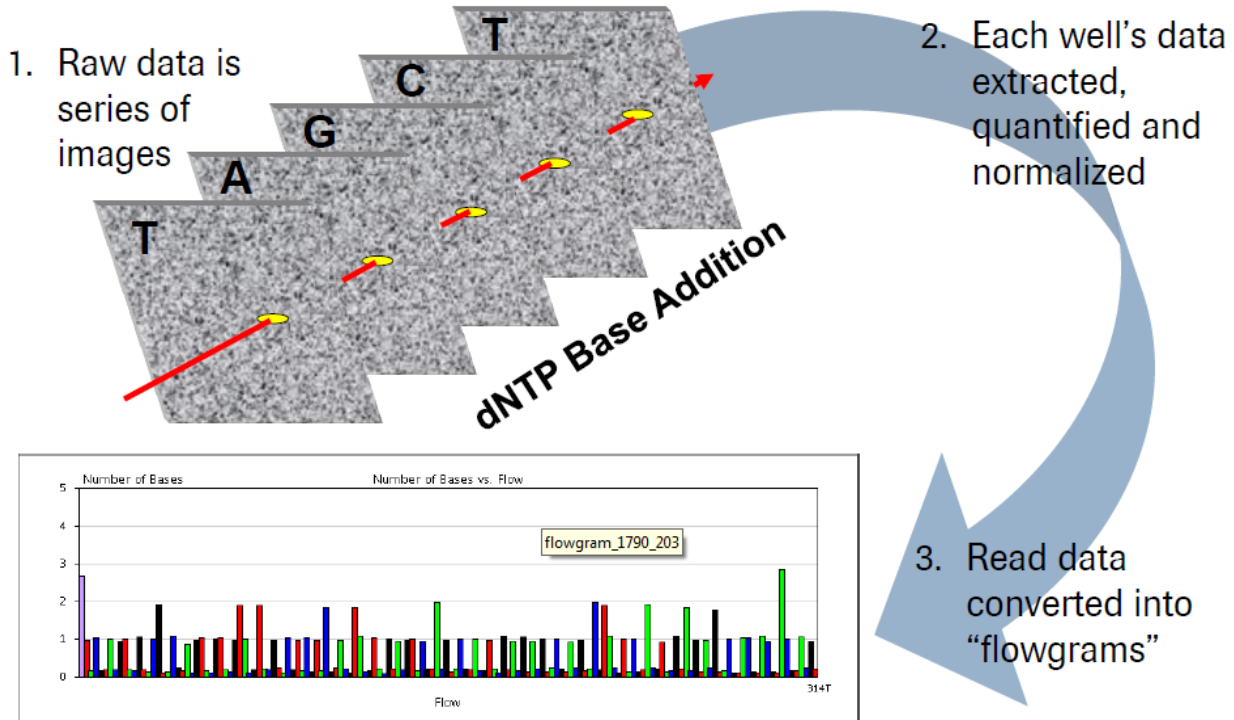 1. Raw data is
series of
images
T
A
G
C
T
dNTP Base Addition
2. Each well's data
extracted,
quantified and
normalized
3. Read data
converted into
"flowgrams"
Number of Bases
Number of Bases vs. Flow
flowgram_1790_203
5
4
3
2
1
0
314T
Flow